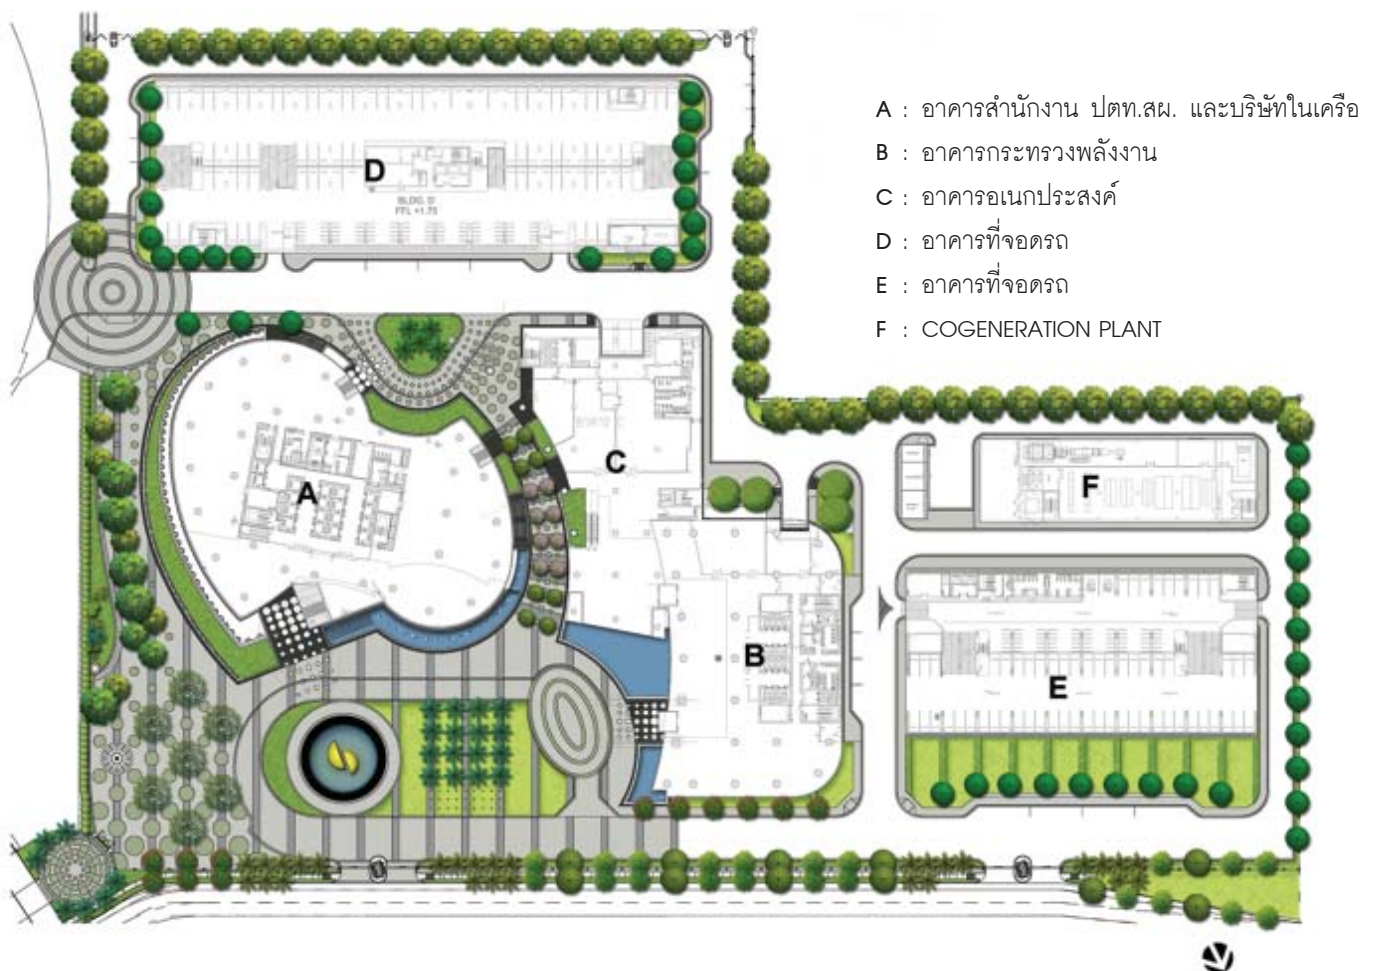 A : อาคารสำนักงาน ปตท.สผ. และบริษัทในเครือ
B : อาคารกระทรวงพลังงาน
C : อาคารอเนกประสงค์
D : อาคารที่จอดรถ
E : อาคารที่จอดรถ
F : COGENERATION PLANT
D
BLDG. 'D'
FFL +1.70
C
A
F
B
E